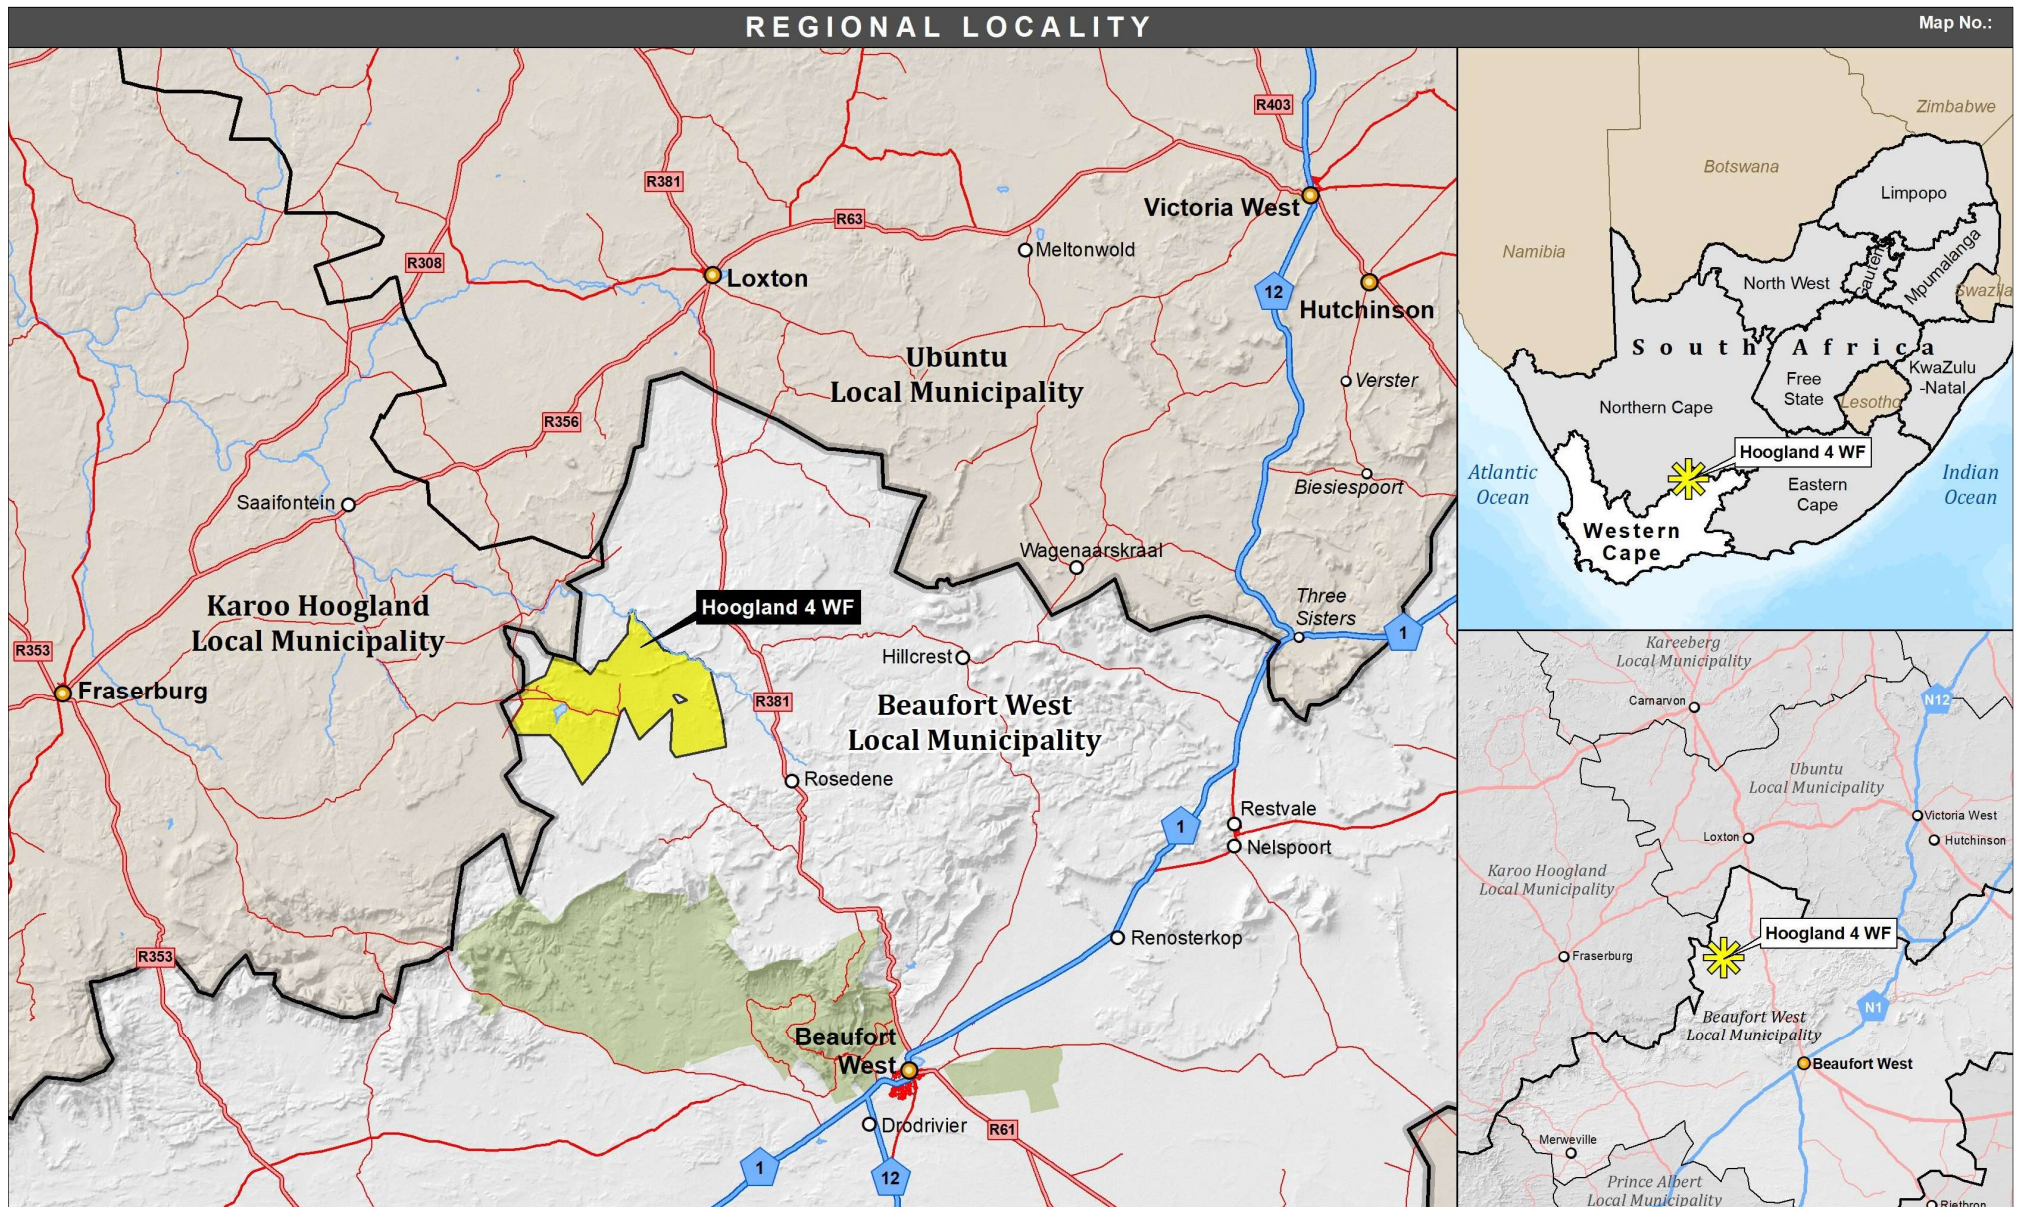 REGIONAL LOCALITY
Map No.:
R403
R381
R63
Victoria West
Meltonwold
R308
Loxton
12
Hutchinson
Ubuntu
Local Municipality
Verster
R356
Biesiespoort
Saaifontein
Wagenaarskraal
Karoo Hoogland
Local Municipality
Hoogland 4 WF
Three
Sisters
1
R353
Hillcrest
Fraserburg
R381
Beaufort West
Local Municipality
Rosedene
Restvale
1
Nelspoort
Renosterkop
R353
Beaufort
West
Drodrivier
R61
1
12
Zimbabwe
Botswana
Limpopo
Namibia
North West
Gauteng
Mpumalanga
South Africa
KwaZulu
-Natal
Free
State
Lesotho
Northern Cape
Hoogland 4 WF
Atlantic
Ocean
Indian
Ocean
Eastern
Cape
Western
Cape
Kareeberg
Local Municipality
Carnarvon
N12
Ubuntu
Local Municipality
Victoria West
Loxton
Hutchinson
Karoo Hoogland
Local Municipality
Hoogland 4 WF
Fraserburg
N1
Beaufort West
Local Municipality
Beaufort West
Merweville
Prince Albert
Local Municipality